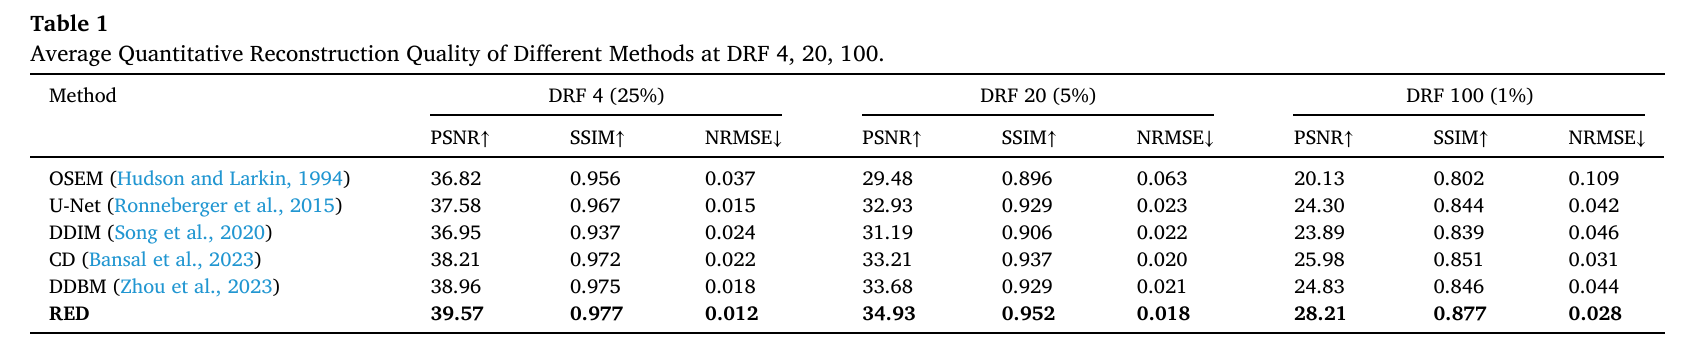 Table 1
Average Quantitative Reconstruction Quality of Different Methods at DRF 4, 20, 100.
Method DRF 4 (25%) DRF 20 (5%) DRF 100 (1%)
PSNR↑ SSIM↑ NRMSE↓ PSNR↑ SSIM↑ NRMSE↓ PSNR↑ SSIM↑ NRMSE↓
OSEM (Hudson and Larkin, 1994) 36.82 0.956 0.037 29.48 0.896 0.063 20.13 0.802 0.109
U-Net (Ronneberger et al., 2015) 37.58 0.967 0.015 32.93 0.929 0.023 24.30 0.844 0.042
DDIM (Song et al., 2020) 36.95 0.937 0.024 31.19 0.906 0.022 23.89 0.839 0.046
CD (Bansal et al., 2023) 38.21 0.972 0.022 33.21 0.937 0.020 25.98 0.851 0.031
DDBM (Zhou et al., 2023) 38.96 0.975 0.018 33.68 0.929 0.021 24.83 0.846 0.044
RED 39.57 0.977 0.012 34.93 0.952 0.018 28.21 0.877 0.028